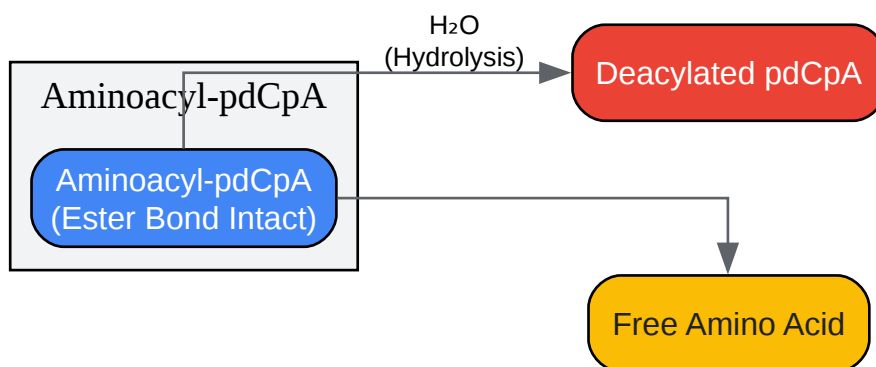 H₂O
(Hydrolysis)
Deacylated pdCpA
Aminoacyl-pdCpA
Aminoacyl-pdCpA
(Ester Bond Intact)
Free Amino Acid